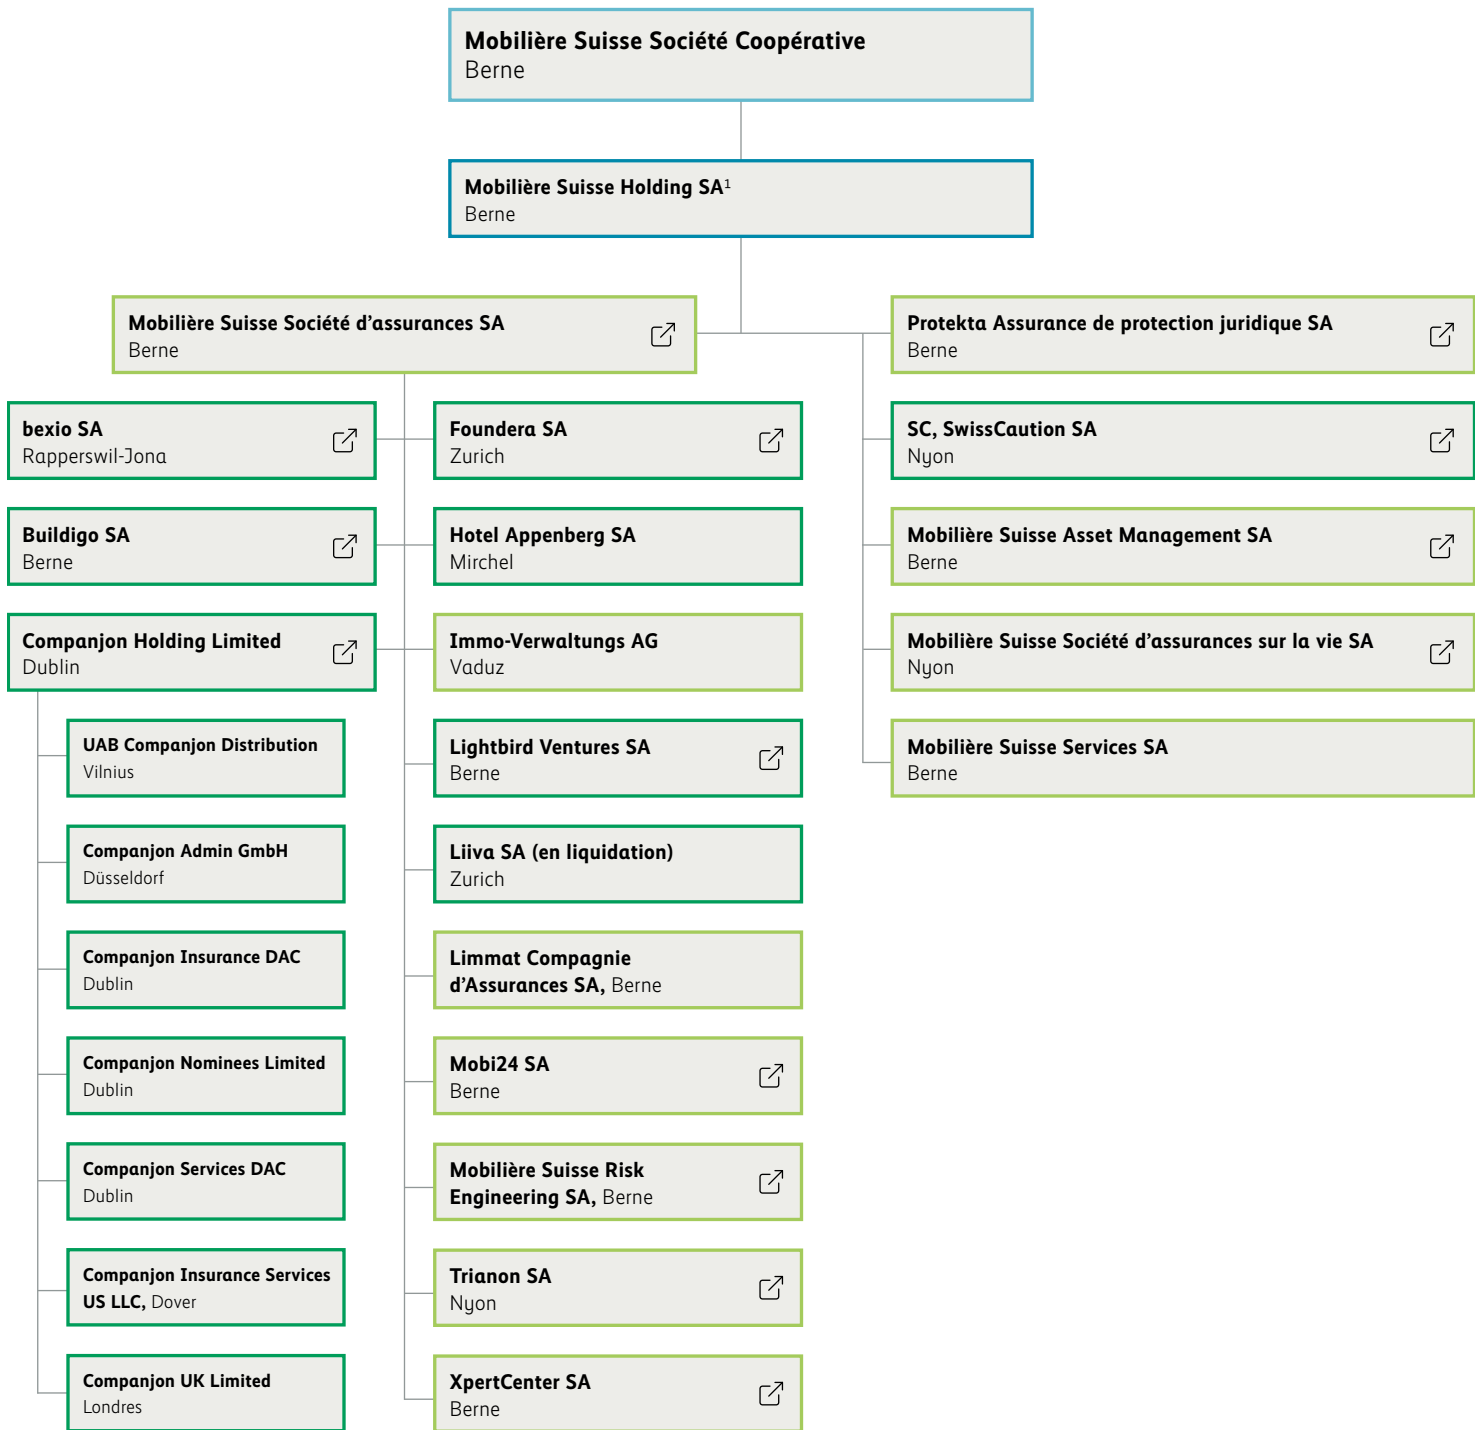 Mobilière Suisse Société Coopérative
Berne
Mobilière Suisse Holding SA¹
Berne
Mobilière Suisse Société d'assurances SA
Berne
bexio SA
Rapperswil-Jona
Buildigo SA
Berne
Companjon Holding Limited
Dublin
UAB Companjon Distribution
Vilnius
Companjon Admin GmbH
Düsseldorf
Companjon Insurance DAC
Dublin
Companjon Nominees Limited
Dublin
Companjon Services DAC
Dublin
Companjon Insurance Services
US LLC, Dover
Companjon UK Limited
Londres
Foundera SA
Zurich
Hotel Appenberg SA
Mirchel
Immo-Verwaltungs AG
Vaduz
Lightbird Ventures SA
Berne
Liiva SA (en liquidation)
Zurich
Limmat Compagnie
d’Assurances SA, Berne
Mobi24 SA
Berne
Mobilière Suisse Risk
Engineering SA, Berne
Trianon SA
Nyon
XpertCenter SA
Berne
Protekta Assurance de protection juridique SA
Berne
SC, SwissCaution SA
Nyon
Mobilière Suisse Asset Management SA
Berne
Mobilière Suisse Société d'assurances sur la vie SA
Nyon
Mobilière Suisse Services SA
Berne